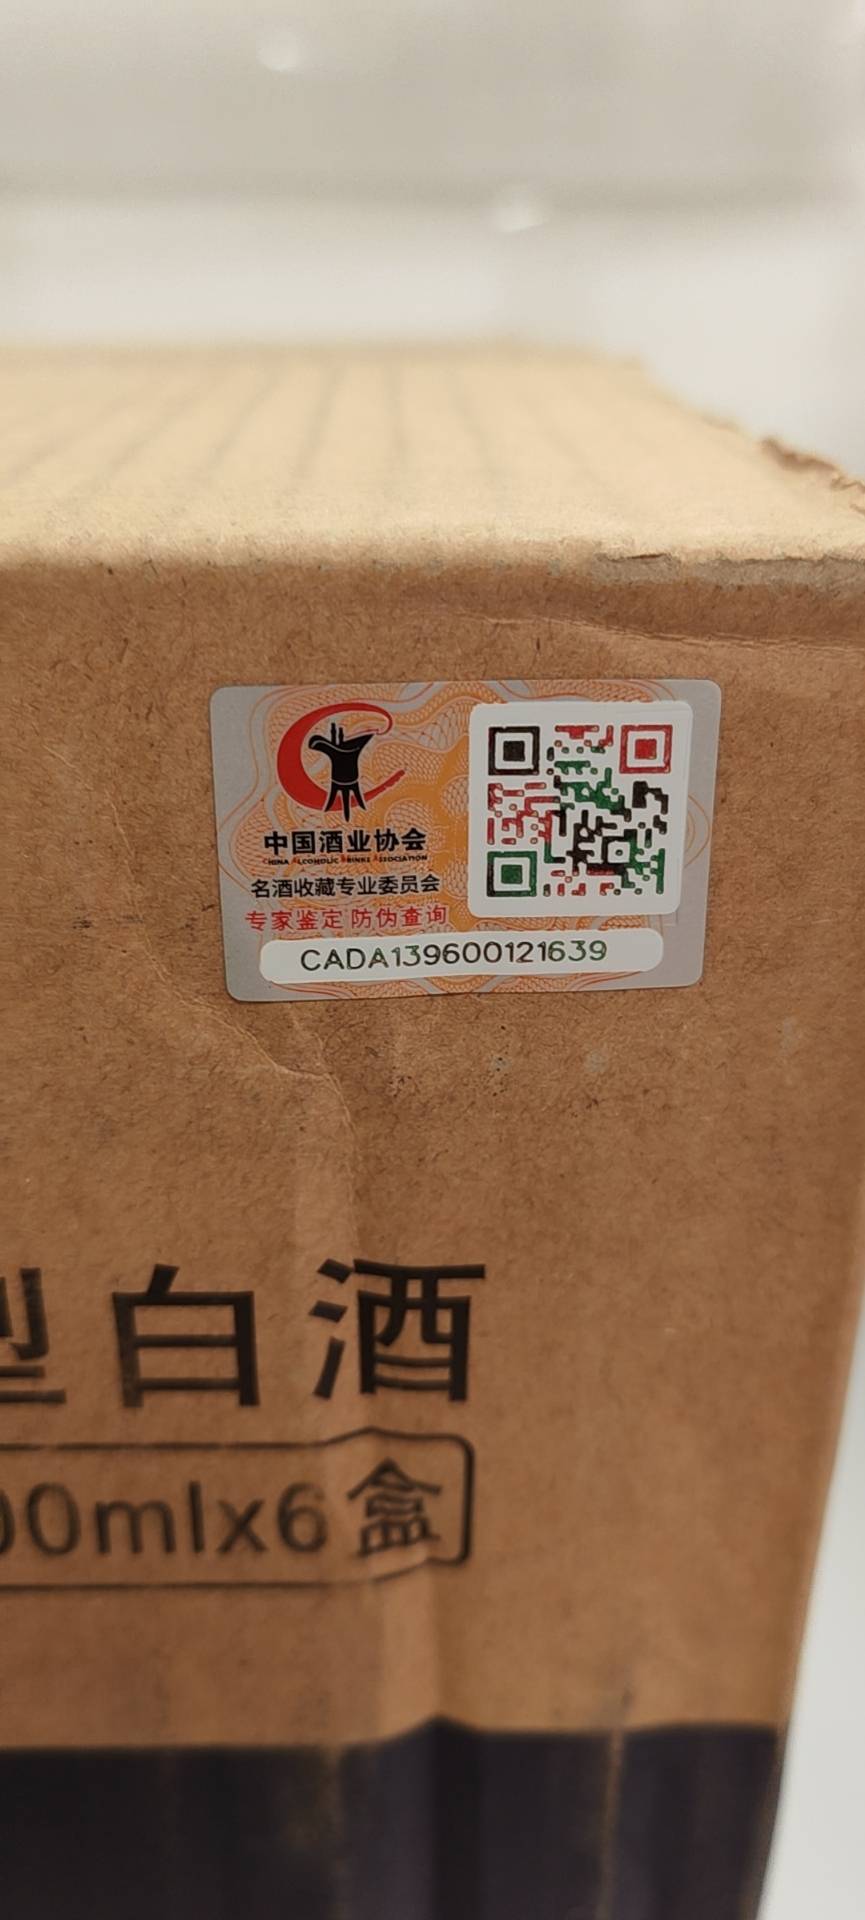 中国酒业协会
CHINA ALCOHOLIC DRINKS ASSOCIATION
名酒收藏专业委员会
专家鉴定 防伪查询
CADA139600121639
型白酒
00mlx6盒